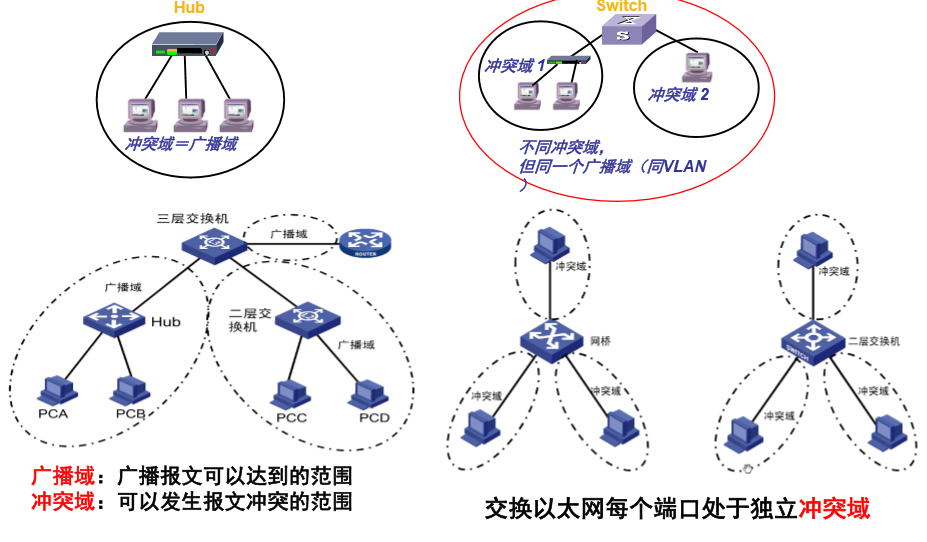 Hub
冲突域＝广播域
Switch
冲突域 1
冲突域 2
不同冲突域，
但同一个广播域（同VLAN
）
三层交换机
广播域
ROUTER
广播域
Hub
二层交
换机
广播域
PCA
PCB
PCC
PCD
冲突域
网桥
冲突域
冲突域
冲突域
二层交换机
SWITCH
冲突域
冲突域
广播域：广播报文可以达到的范围
冲突域：可以发生报文冲突的范围
交换以太网每个端口处于独立冲突域